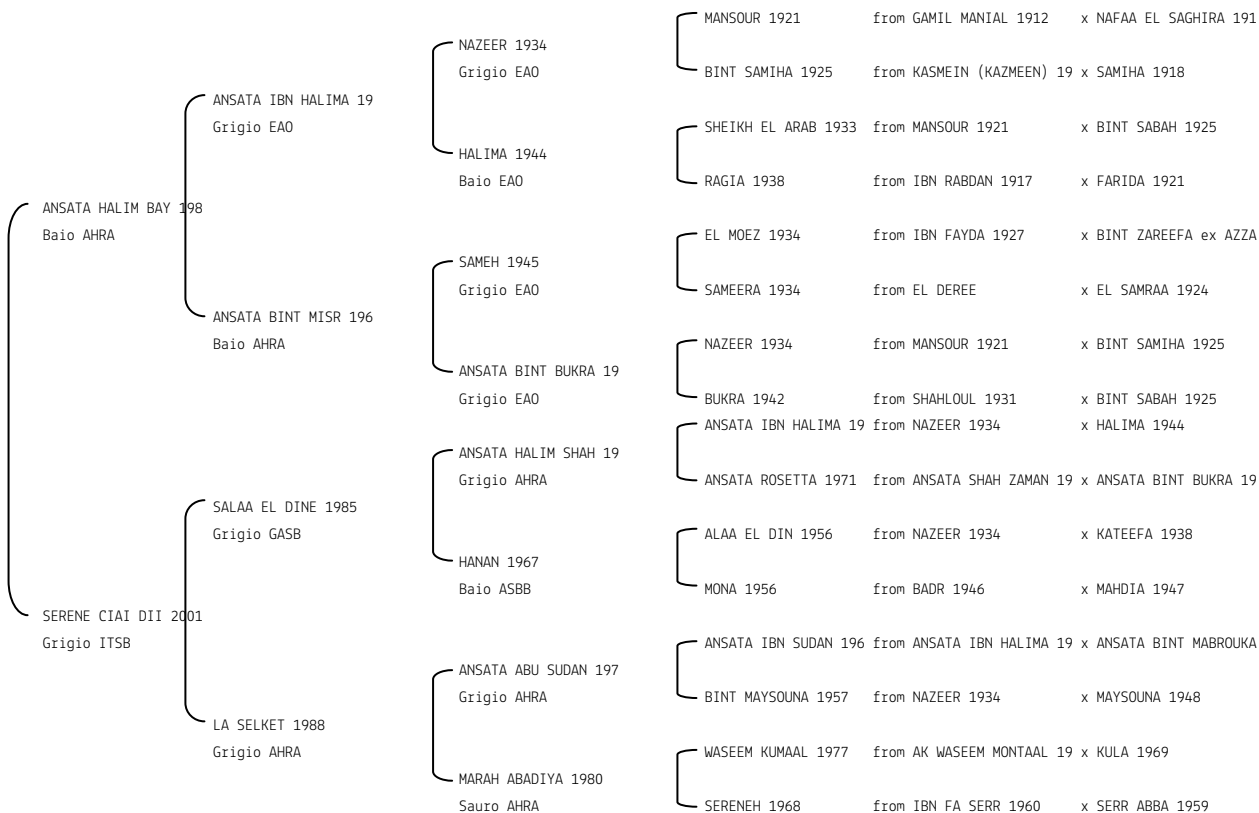 MANSOUR 1921 from GAMIL MANIAL 1912 x NAFAA EL SAGHIRA 191
NAZEER 1934
Grigio EAO
BINT SAMIHA 1925 from KASMEIN (KAZMEEN) 19 x SAMIHA 1918
ANSATA IBN HALIMA 19
Grigio EAO
SHEIKH EL ARAB 1933 from MANSOUR 1921 x BINT SABAH 1925
HALIMA 1944
Baio EAO
RAGIA 1938 from IBN RABDAN 1917 x FARIDA 1921
ANSATA HALIM BAY 198
Baio AHRA
EL MOEZ 1934 from IBN FAYDA 1927 x BINT ZAREEFA ex AZZA
SAMEH 1945
Grigio EAO
SAMEERA 1934 from EL DEREE x EL SAMRAA 1924
ANSATA BINT MISR 196
Baio AHRA
NAZEER 1934 from MANSOUR 1921 x BINT SAMIHA 1925
ANSATA BINT BUKRA 19
Grigio EAO
BUKRA 1942 from SHAHLOUL 1931 x BINT SABAH 1925
ANSATA IBN HALIMA 19 from NAZEER 1934 x HALIMA 1944
ANSATA HALIM SHAH 19
Grigio AHRA
ANSATA ROSETTA 1971 from ANSATA SHAH ZAMAN 19 x ANSATA BINT BUKRA 19
SALAA EL DINE 1985
Grigio GASB
ALAA EL DIN 1956 from NAZEER 1934 x KATEEFA 1938
HANAN 1967
Baio ASBB
MONA 1956 from BADR 1946 x MAHDIA 1947
SERENE CIAI DII 2001
Grigio ITSB
ANSATA IBN SUDAN 196 from ANSATA IBN HALIMA 19 x ANSATA BINT MABROUKA
ANSATA ABU SUDAN 197
Grigio AHRA
BINT MAYSOUNA 1957 from NAZEER 1934 x MAYSOUNA 1948
LA SELKET 1988
Grigio AHRA
WASEEM KUMAAL 1977 from AK WASEEM MONTAAL 19 x KULA 1969
MARAH ABADIYA 1980
Sauro AHRA
SERENEH 1968 from IBN FA SERR 1960 x SERR ABBA 1959